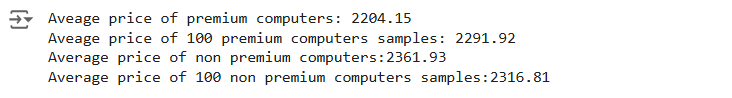 Aveage price of premium computers: 2204.15
Aveage price of 100 premium computers samples: 2291.92
Average price of non premium computers:2361.93
Average price of 100 non premium computers samples:2316.81